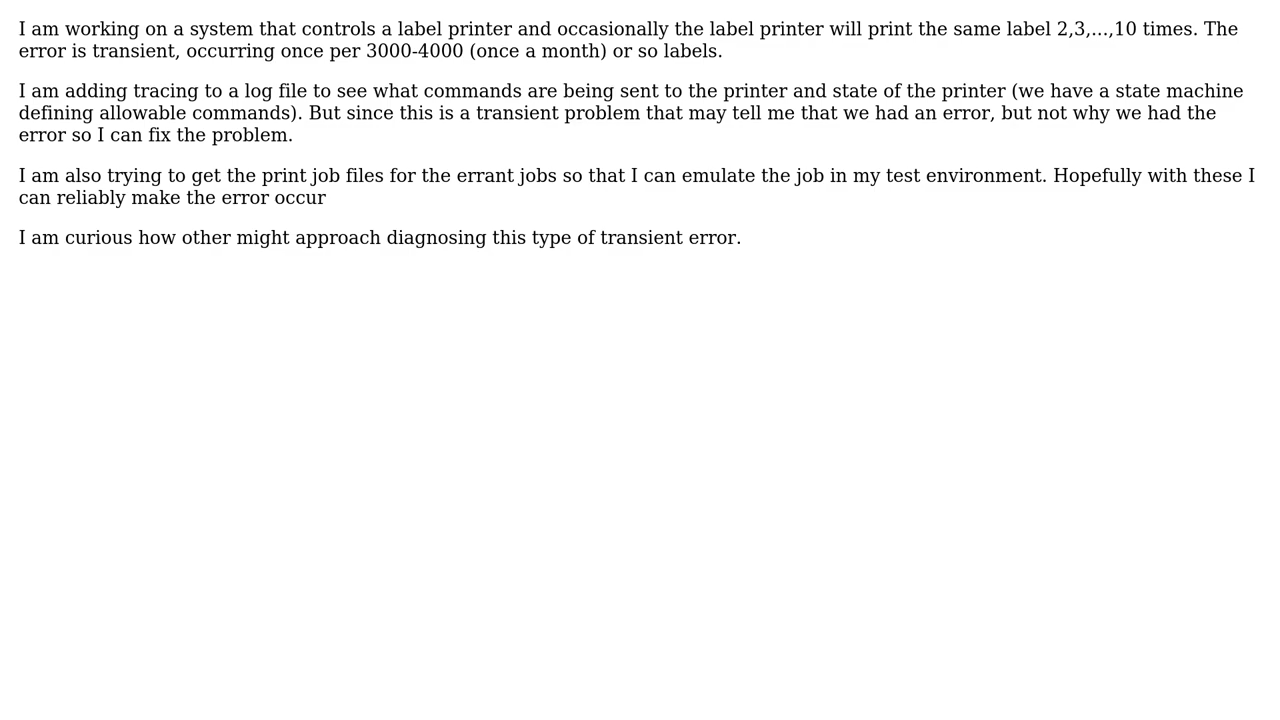 I am working on a system that controls a label printer and occasionally the label printer will print the same label 2,3,...,10 times. The
error is transient, occurring once per 3000-4000 (once a month) or so labels.
I am adding tracing to a log file to see what commands are being sent to the printer and state of the printer (we have a state machine
defining allowable commands). But since this is a transient problem that may tell me that we had an error, but not why we had the
error so I can fix the problem.
I am also trying to get the print job files for the errant jobs so that I can emulate the job in my test environment. Hopefully with these I
can reliably make the error occur
I am curious how other might approach diagnosing this type of transient error.